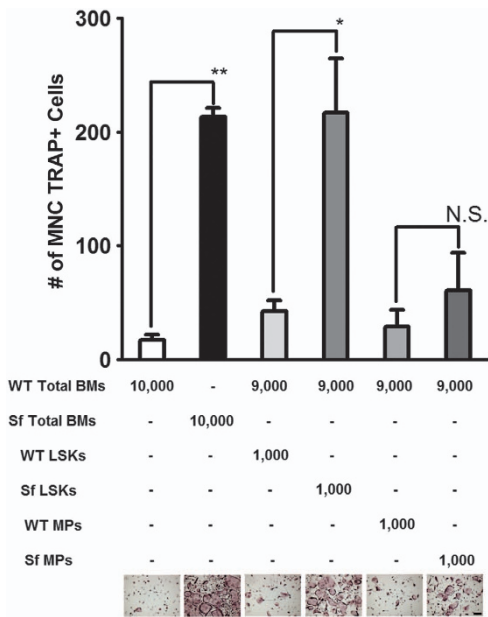 300
**
*
200
# of MNC TRAP+ Cells
N.S.
100
0
WT Total BMs 10,000 - 9,000 9,000 9,000 9,000
Sf Total BMs - 10,000 - - - -
WT LSKs - - 1,000 - - -
Sf LSKs - - - 1,000 - -
WT MPs - - - - 1,000 -
Sf MPs - - - - - 1,000